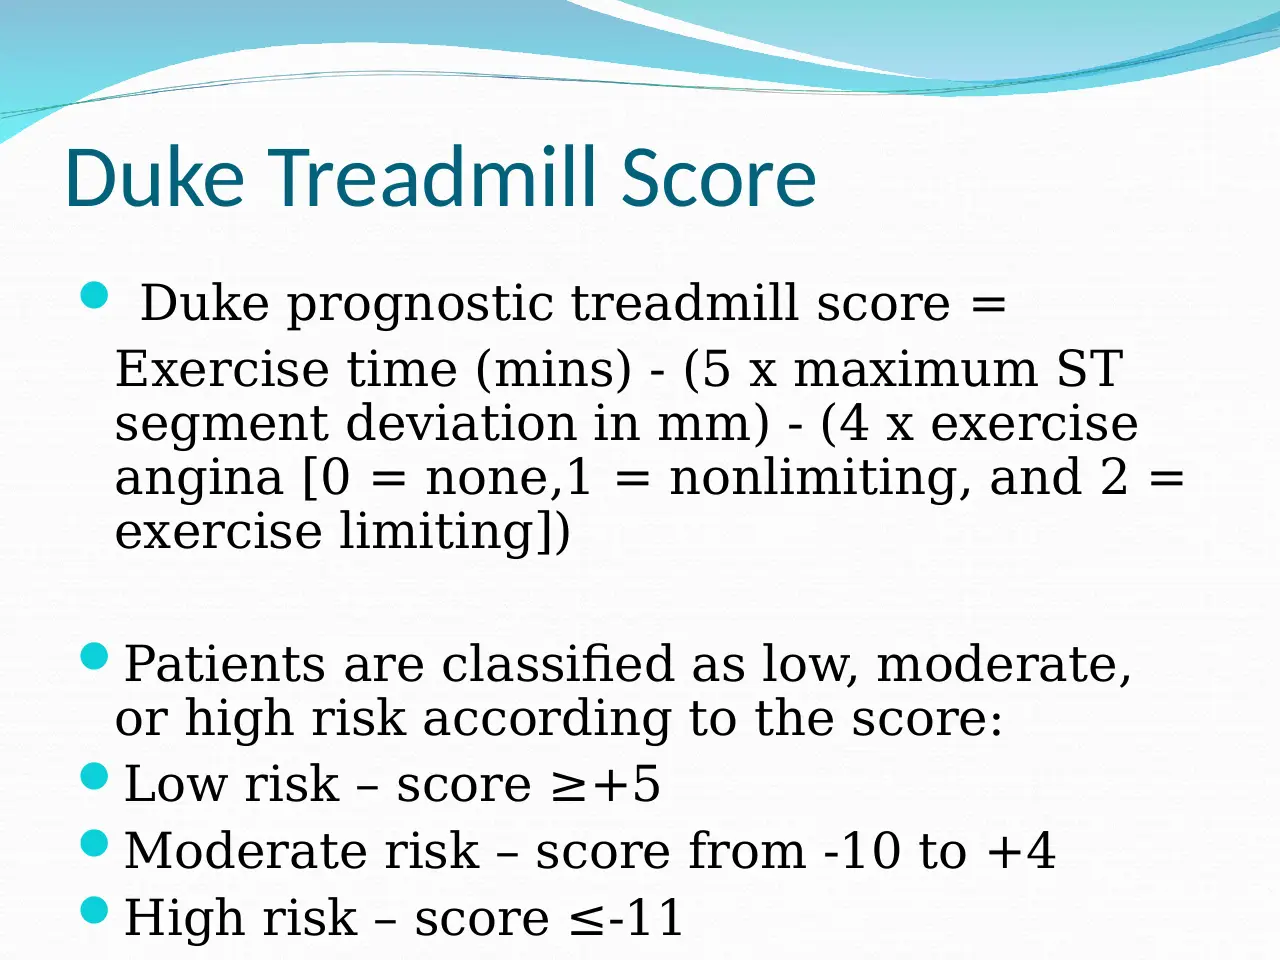 Duke Treadmill Score
Duke prognostic treadmill score =
Exercise time (mins) - (5 x maximum ST
segment deviation in mm) - (4 x exercise
angina [0 = none,1 = nonlimiting, and 2 =
exercise limiting])
Patients are classified as low, moderate,
or high risk according to the score:
Low risk – score ≥+5
Moderate risk – score from -10 to +4
High risk – score ≤-11